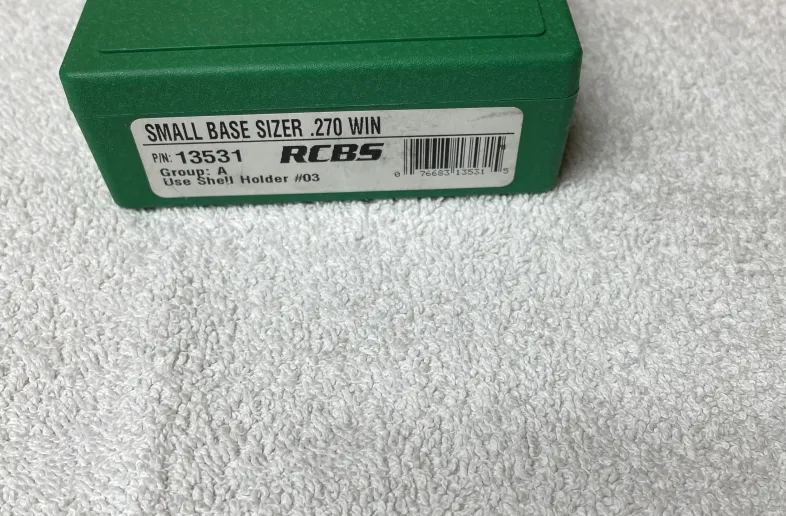 SMALL BASE SIZER .270 WIN
P/N: 13531 RCBS
Group: A
Use Shell Holder #03
0 76683 13531 5